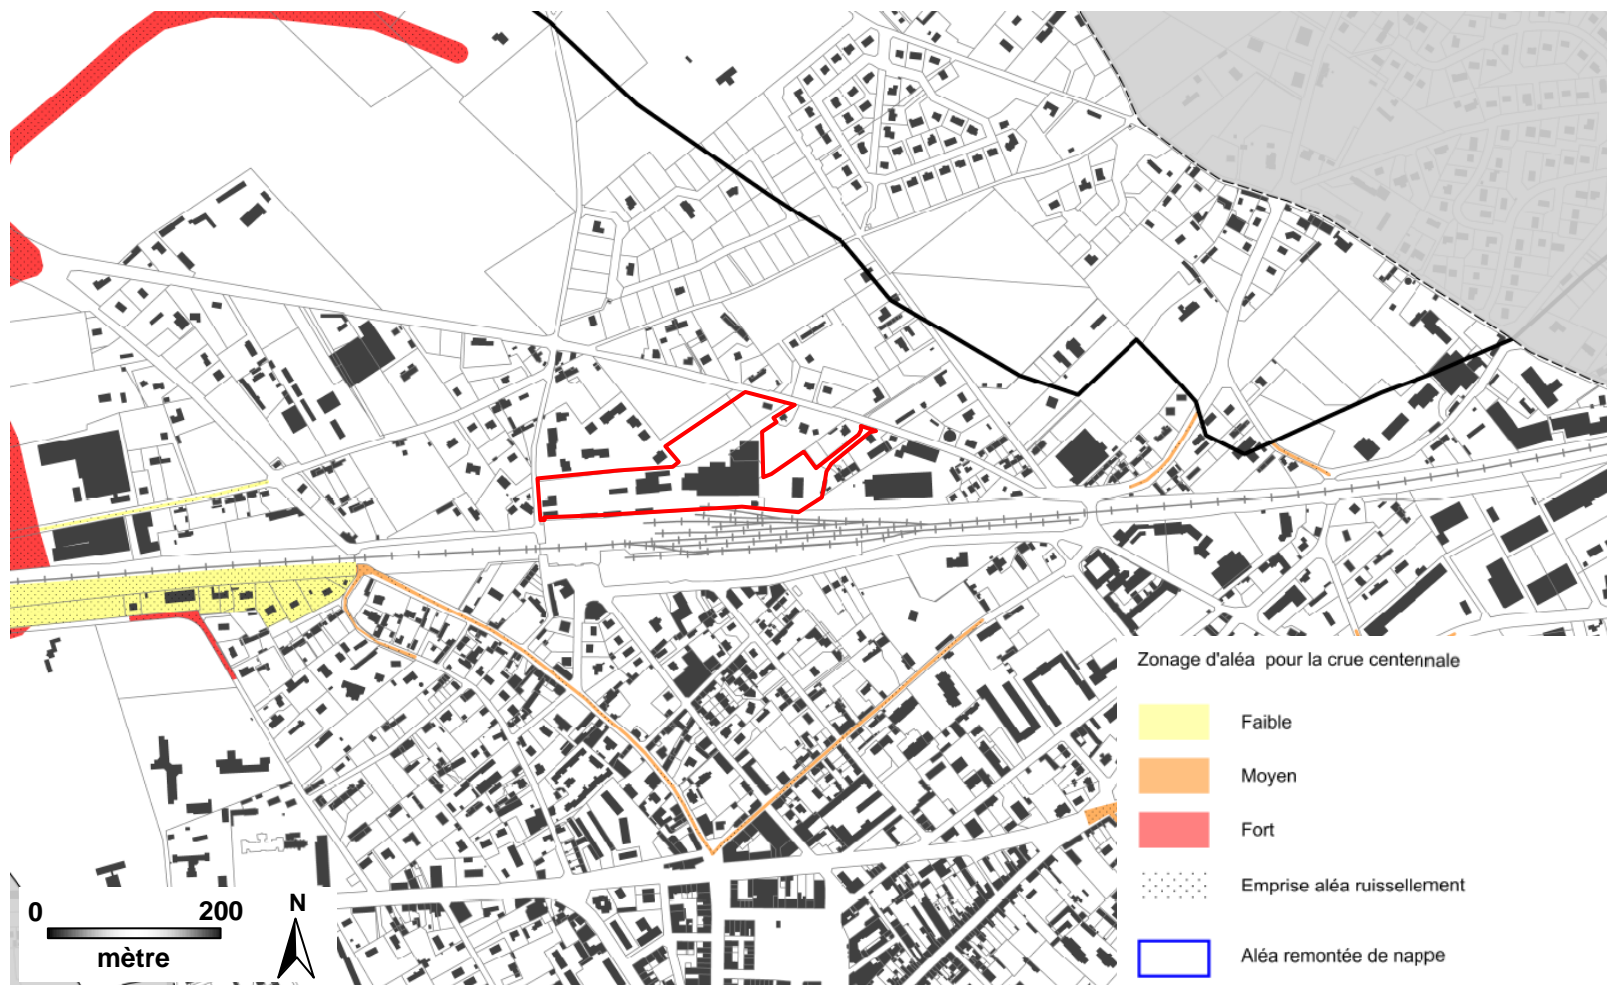 Zonage d'aléa pour la crue centennale
Faible
Moyen
Fort
Emprise aléa ruissellement
Aléa remontée de nappe
0 200
mètre
N